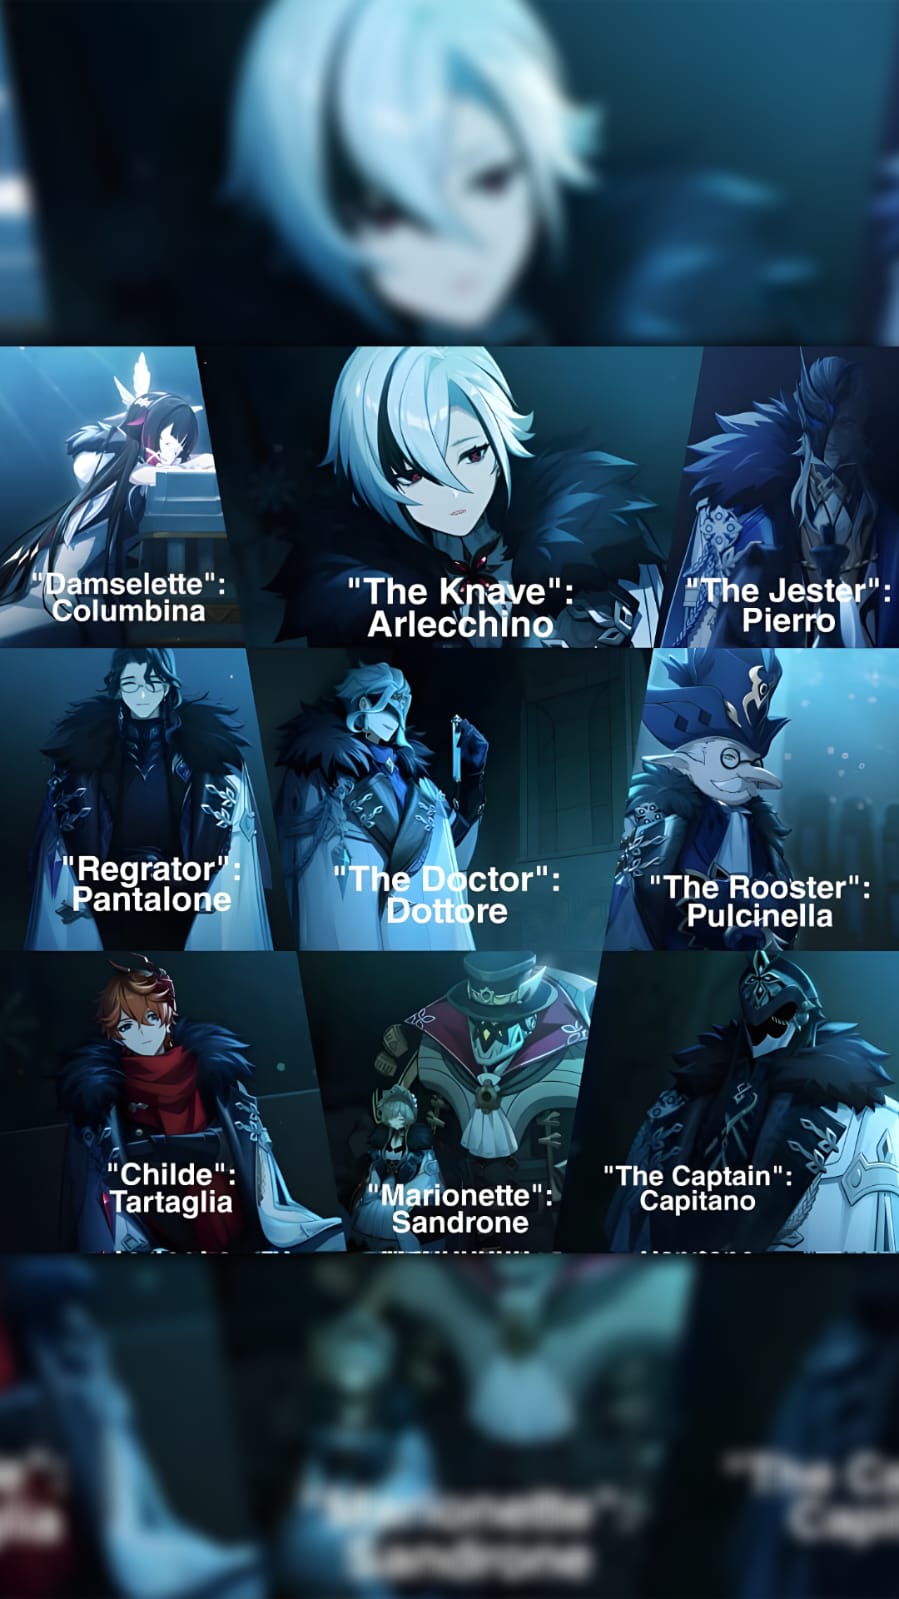 "Damselette":
Columbina
"The Knave":
Arlecchino
"The Jester":
Pierro
"Regrator":
Pantalone
"The Doctor":
Dottore
"The Rooster":
Pulcinella
"Childe":
Tartaglia
"Marionette":
Sandrone
"The Captain":
Capitano